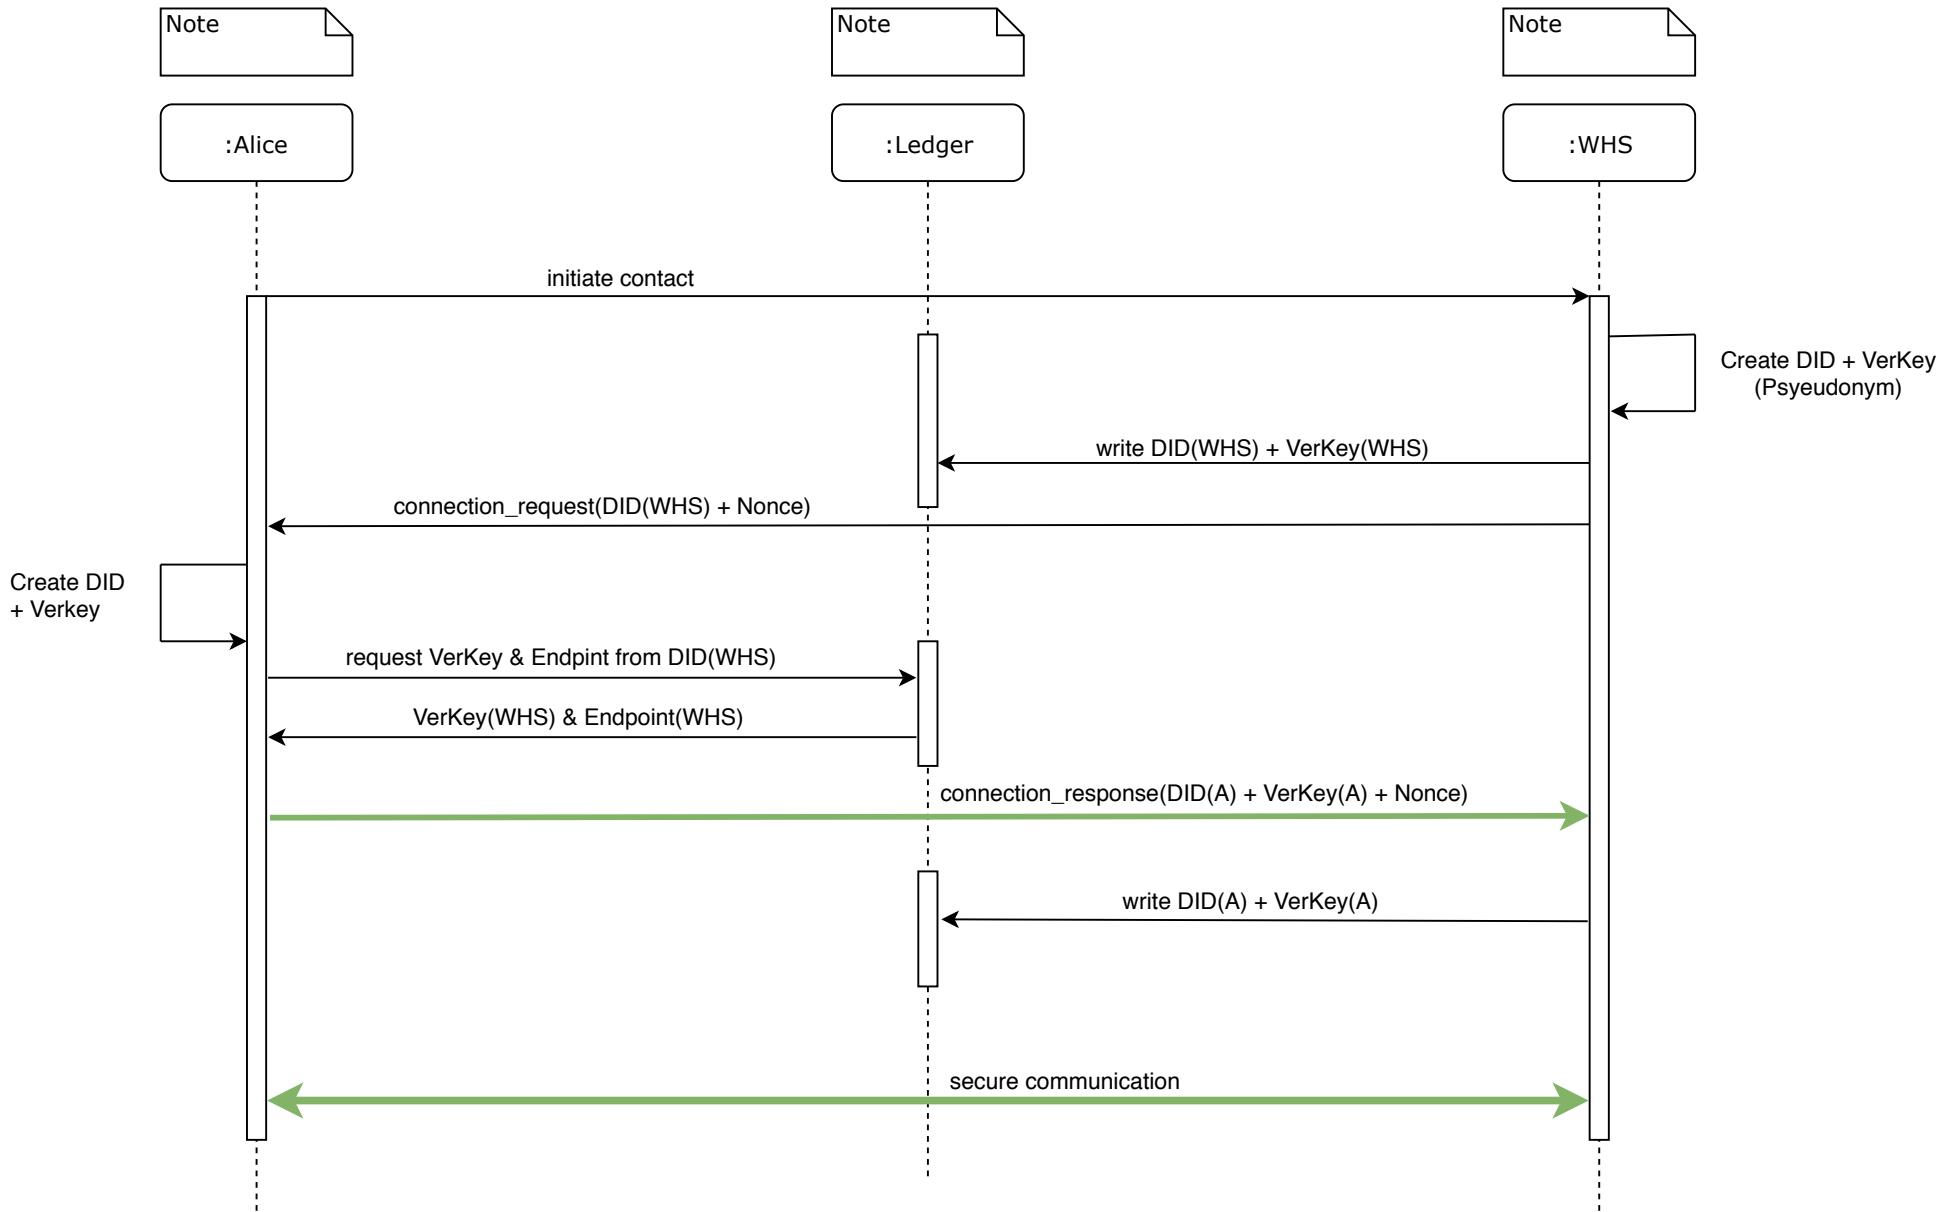 Note
Note
Note
:Alice
:Ledger
:WHS
initiate contact
Create DID + VerKey
(Psyeudonym)
write DID(WHS) + VerKey(WHS)
connection_request(DID(WHS) + Nonce)
Create DID
+ Verkey
request VerKey & Endpint from DID(WHS)
VerKey(WHS) & Endpoint(WHS)
connection_response(DID(A) + VerKey(A) + Nonce)
write DID(A) + VerKey(A)
secure communication